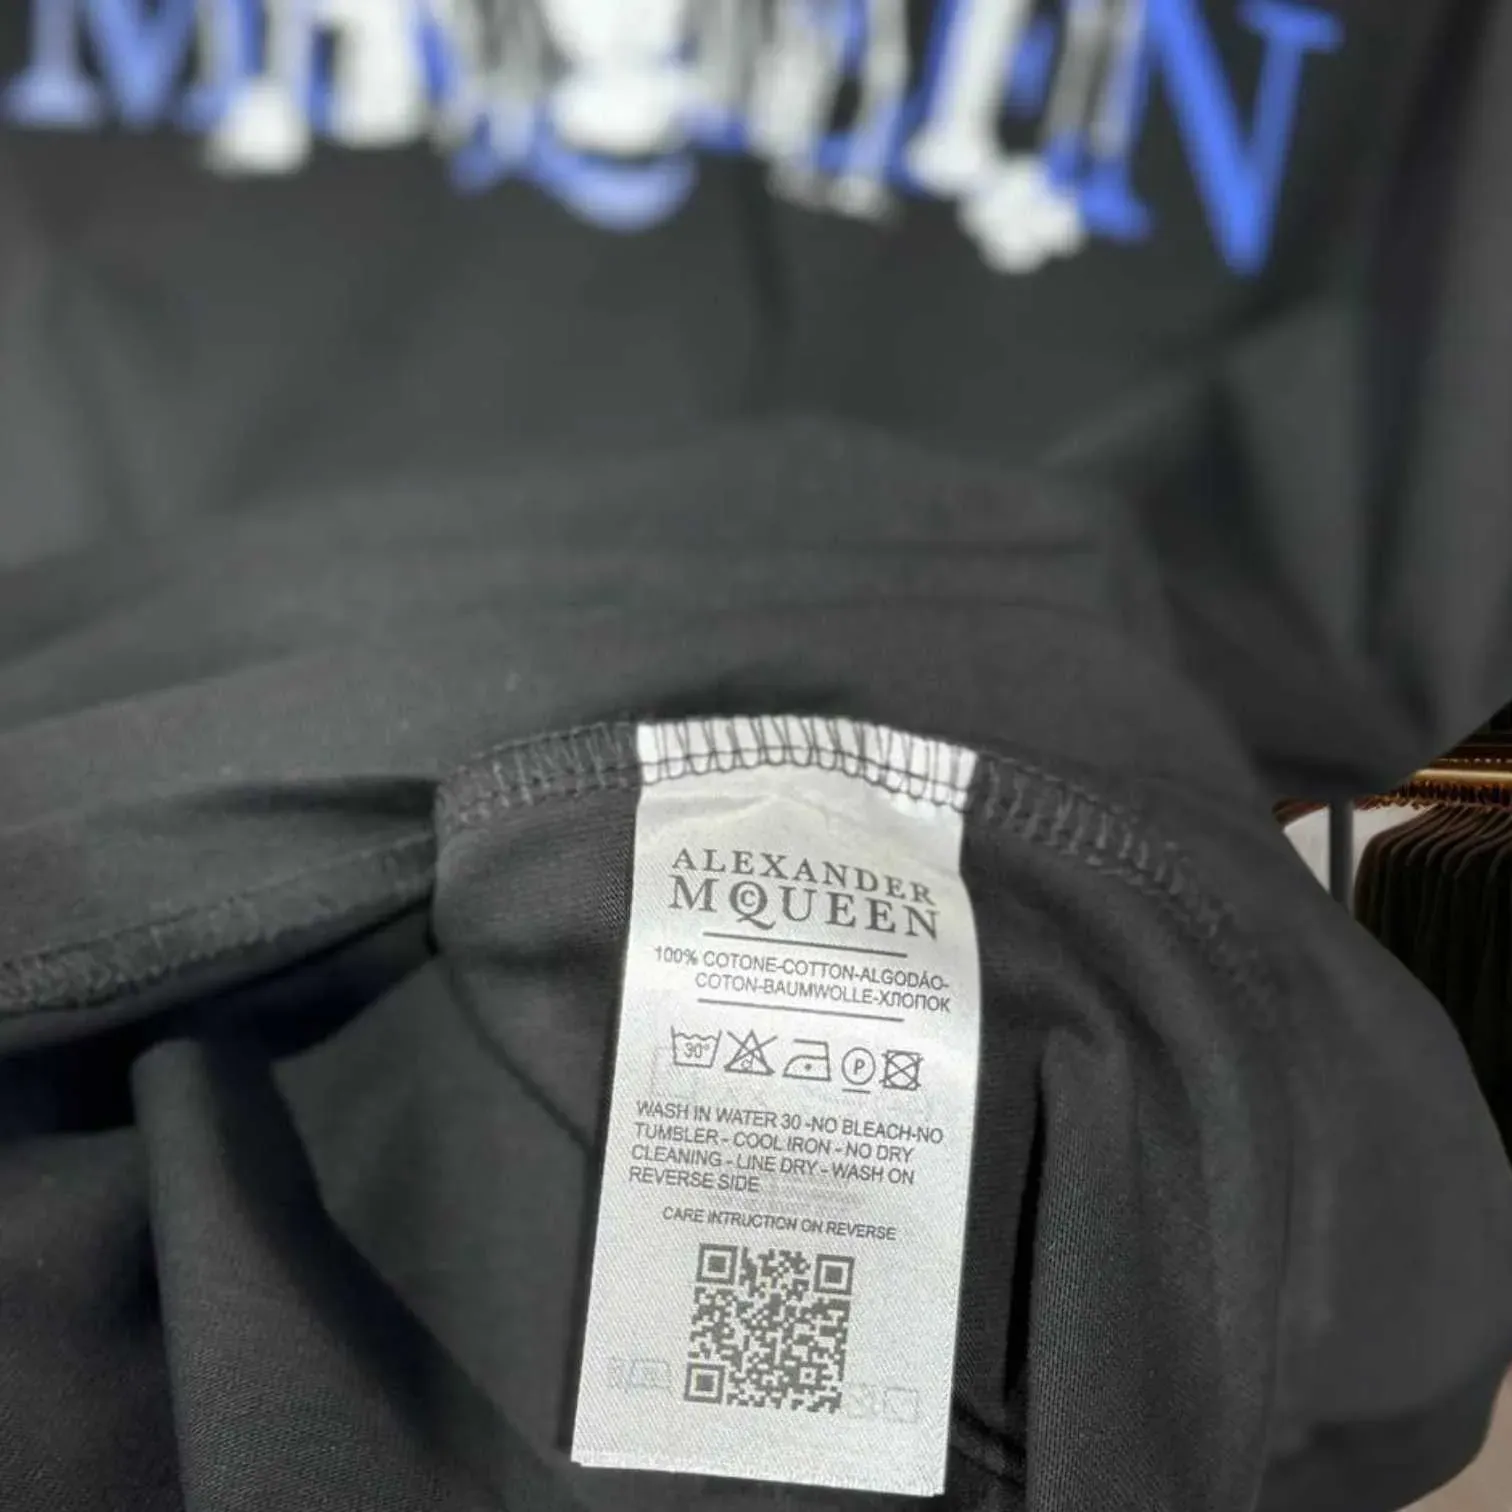 ALEXANDER
MCQUEEN
100% COTONE-COTTON-ALGODÃO-
COTON-BAUMWOLLE-ХЛОПОК
30°
P
WASH IN WATER 30 -NO BLEACH-NO
TUMBLER - COOL IRON - NO DRY
CLEANING - LINE DRY - WASH ON
REVERSE SIDE
CARE INTRUCTION ON REVERSE